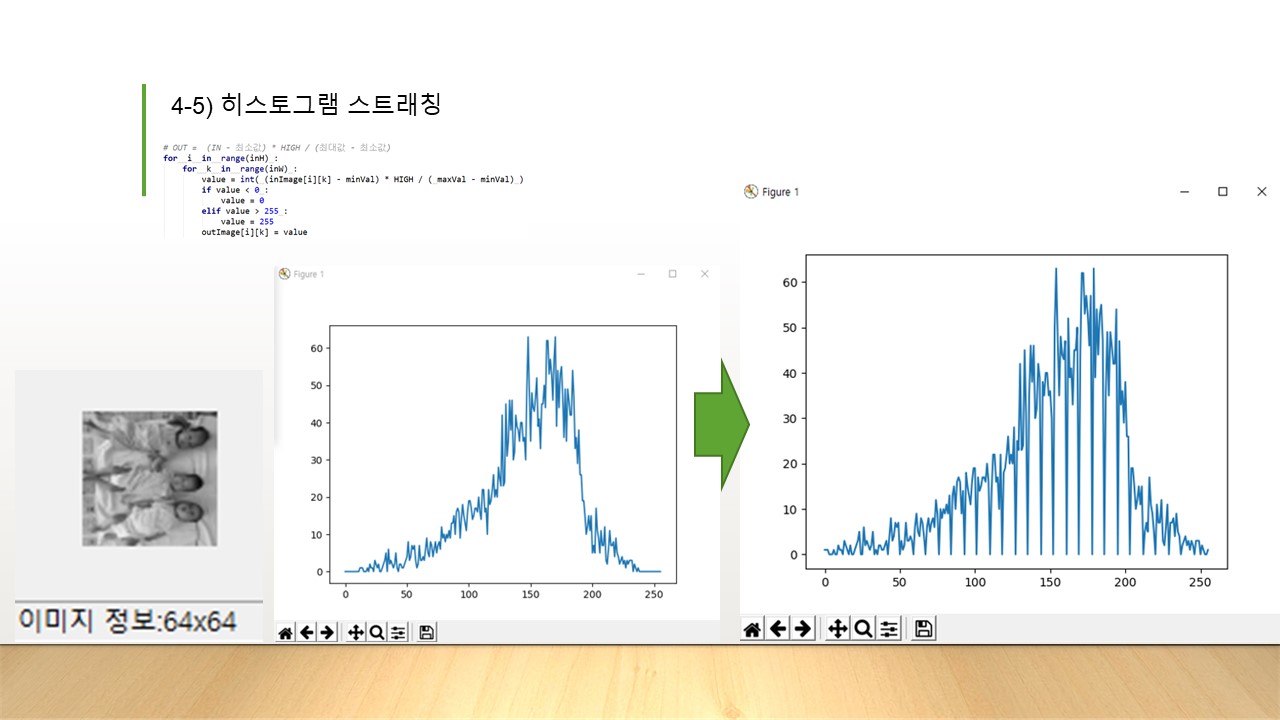 4-5) 히스토그램 스트래칭
# OUT = (IN - 최소값) * HIGH / (최대값 - 최소값)
for i in range(inH) :
for k in range(inW) :
value = int( (inImage[i][k] - minVal) * HIGH / ( maxVal - minVal) )
if value < 0 :
value = 0
elif value > 255 :
value = 255
outImage[i][k] = value
이미지 정보:64x64
Figure 1
60
50
40
30
20
10
0
0 50 100 150 200 250
Figure 1
60
50
40
30
20
10
0
0 50 100 150 200 250